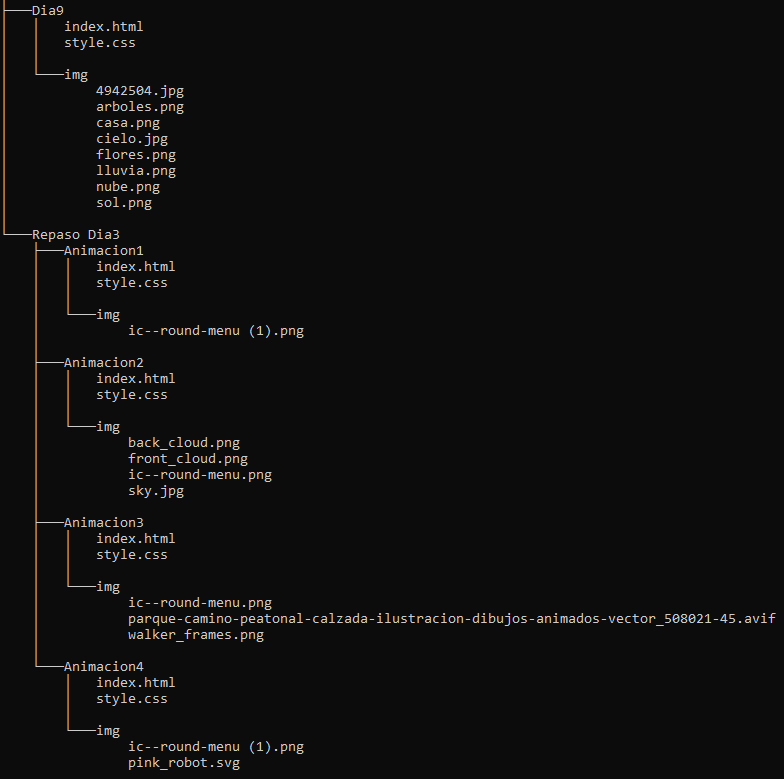 ├───Dia9
│   │   index.html
│   │   style.css
│   │
│   └───img
│           4942504.jpg
│           arboles.png
│           casa.png
│           cielo.jpg
│           flores.png
│           lluvia.png
│           nube.png
│           sol.png
│
└───Repaso Dia3
    ├───Animacion1
    │   │   index.html
    │   │   style.css
    │   │
    │   └───img
    │           ic--round-menu (1).png
    │
    ├───Animacion2
    │   │   index.html
    │   │   style.css
    │   │
    │   └───img
    │           back_cloud.png
    │           front_cloud.png
    │           ic--round-menu.png
    │           sky.jpg
    │
    ├───Animacion3
    │   │   index.html
    │   │   style.css
    │   │
    │   └───img
    │           ic--round-menu.png
    │           parque-camino-peatonal-calzada-ilustracion-dibujos-animados-vector_508021-45.avif
    │           walker_frames.png
    │
    └───Animacion4
        │   index.html
        │   style.css
        │
        └───img
                ic--round-menu (1).png
                pink_robot.svg